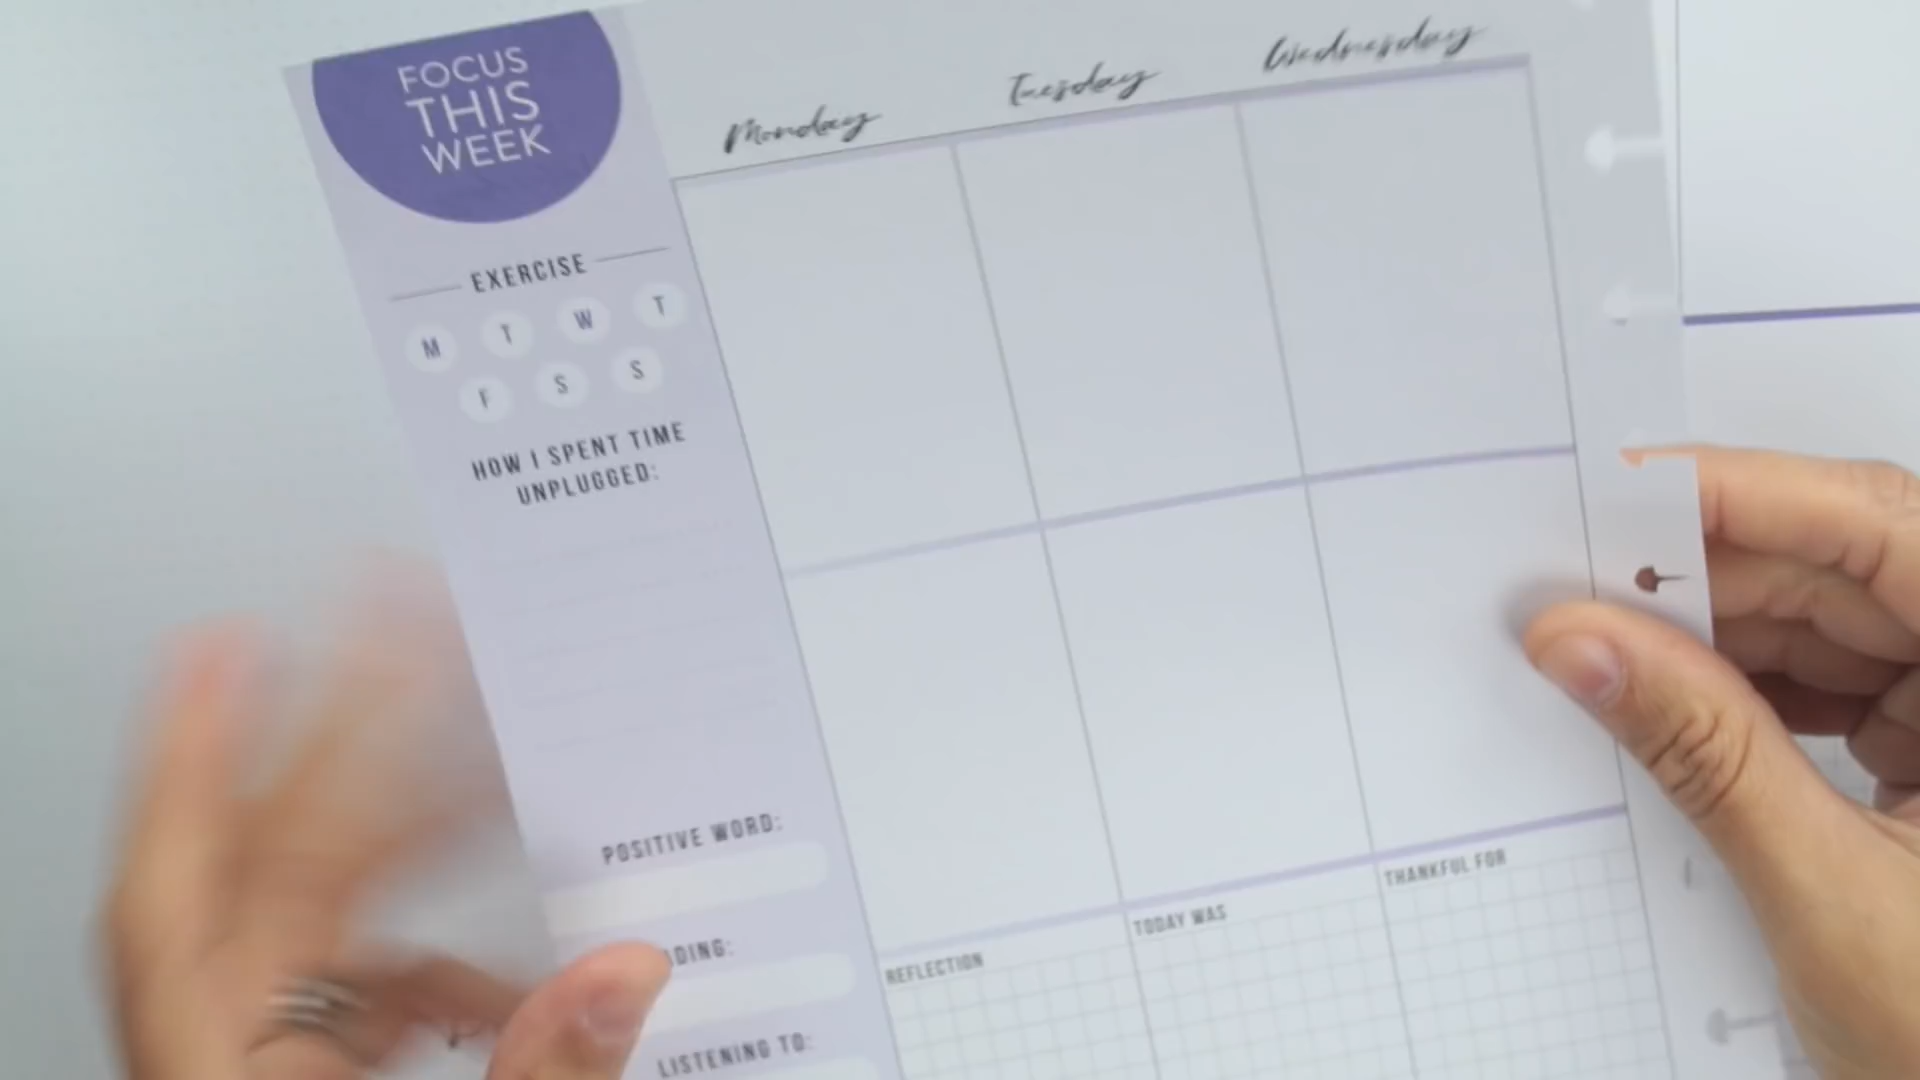 FOCUS
THIS
WEEK
EXERCISE
M T W T
F S S
HOW I SPENT TIME
UNPLUGGED:
POSITIVE WORD:
LISTENING TO:
Monday
Tuesday
Wednesday
REFLECTION
TODAY WAS
THANKFUL FOR